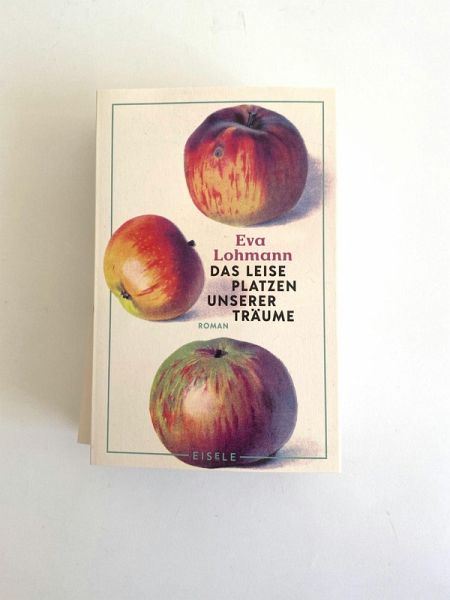 Eva
Lohmann
DAS LEISE
PLATZEN
UNSERER
TRÄUME
ROMAN
EISELE